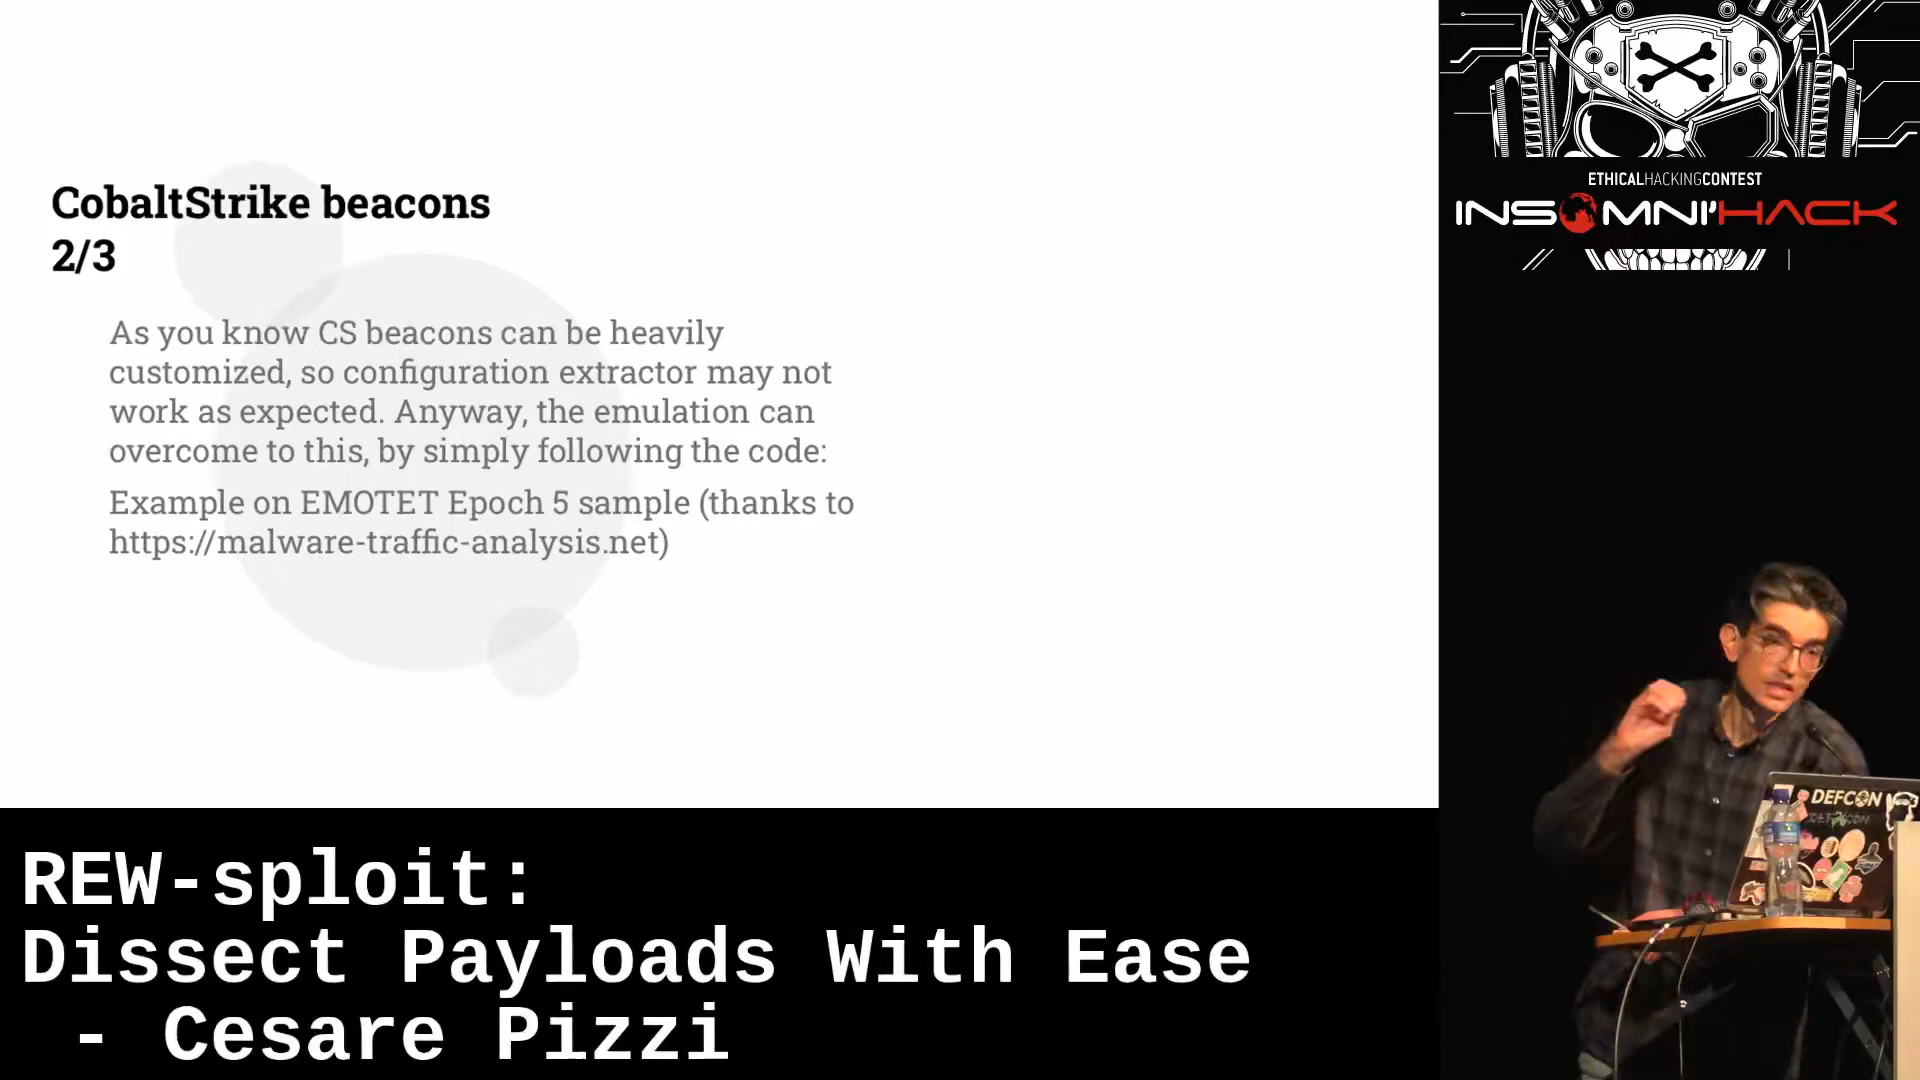 CobaltStrike beacons
2/3
As you know CS beacons can be heavily
customized, so configuration extractor may not
work as expected. Anyway, the emulation can
overcome to this, by simply following the code:
Example on EMOTET Epoch 5 sample (thanks to
https://malware-traffic-analysis.net)
ETHICALHACKINGCONTEST
INSOMNI'HACK
DEFCON
REW-sploit:
Dissect Payloads With Ease
- Cesare Pizzi